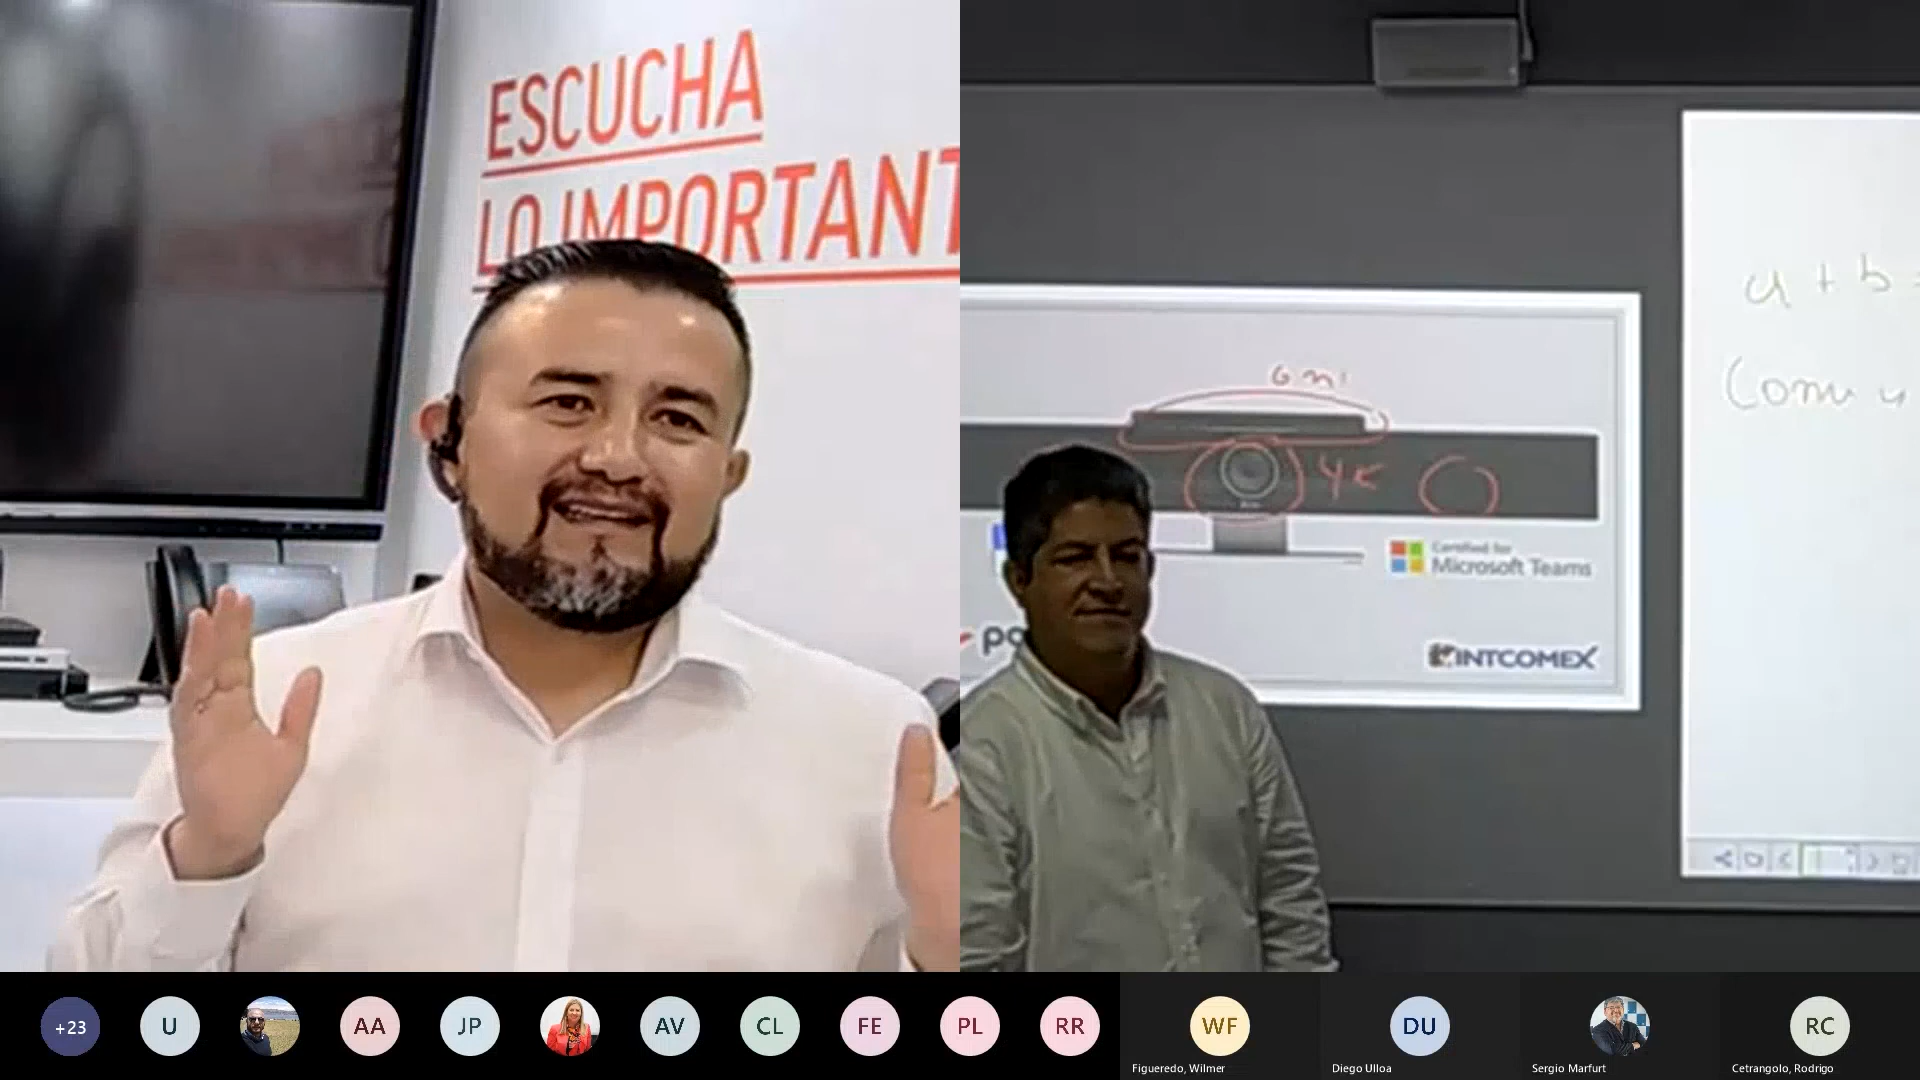 ESCUCHA
LO IMPORTANT
a + b =
4K
Certified for
Microsoft Teams
INTCOMEX
+23
U
AA
JP
AV
CL
FE
PL
RR
WF
DU
RC
Figueredo, Wilmer
Diego Ulloa
Sergio Marfurt
Cetrangolo, Rodrigo